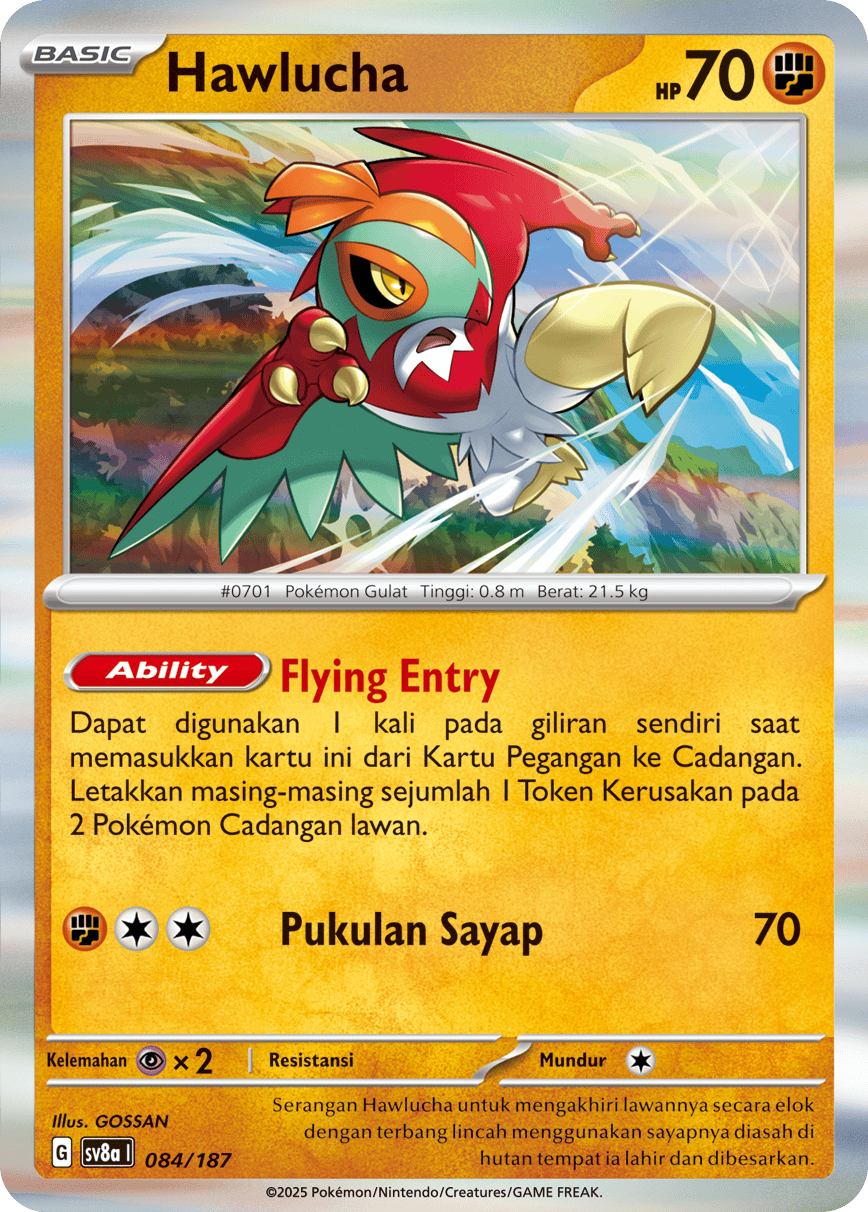 BASIC
Hawlucha
HP 70
#0701 Pokémon Gulat Tinggi: 0.8 m Berat: 21.5 kg
Ability Flying Entry
Dapat digunakan 1 kali pada giliran sendiri saat
memasukkan kartu ini dari Kartu Pegangan ke Cadangan.
Letakkan masing-masing sejumlah 1 Token Kerusakan pada
2 Pokémon Cadangan lawan.
Pukulan Sayap 70
Kelemahan ×2 Resistansi Mundur
Illus. GOSSAN
Serangan Hawlucha untuk mengakhiri lawannya secara elok
dengan terbang lincah menggunakan sayapnya diasah di
hutan tempat ia lahir dan dibesarkan.
G sv8a I 084/187
©2025 Pokémon/Nintendo/Creatures/GAME FREAK.